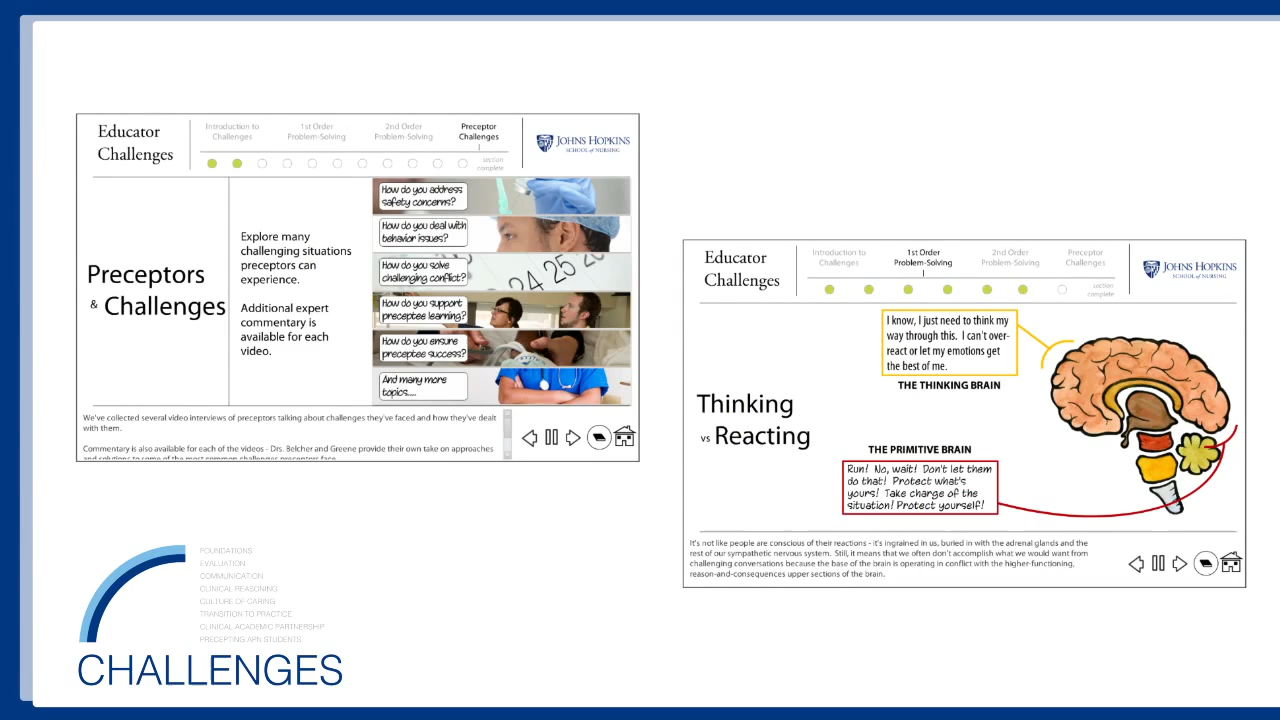 Educator
Challenges
Introduction to
Challenges
1st Order
Problem-Solving
2nd Order
Problem-Solving
Preceptor
Challenges
section
complete
JOHNS HOPKINS
SCHOOL of NURSING
Preceptors
& Challenges
Explore many
challenging situations
preceptors can
experience.
Additional expert
commentary is
available for each
video.
How do you address
safety concerns?
How do you deal with
behavior issues?
How do you solve
challenging conflict?
24 25
How do you support
preceptee learning?
How do you ensure
preceptee success?
And many more
topics....
We've collected several video interviews of preceptors talking about challenges they've faced and how they've dealt
with them.
Commentary is also available for each of the videos - Drs. Belcher and Greene provide their own take on approaches
and solutions to some of the most common challenges preceptors face.
Educator
Challenges
Introduction to
Challenges
1st Order
Problem-Solving
2nd Order
Problem-Solving
Preceptor
Challenges
section
complete
JOHNS HOPKINS
SCHOOL of NURSING
I know, I just need to think my
way through this. I can't over-
react or let my emotions get
the best of me.
THE THINKING BRAIN
Thinking
vs Reacting
THE PRIMITIVE BRAIN
Run! No, wait! Don't let them
do that! Protect what's
yours! Take charge of the
situation! Protect yourself!
It's not like people are conscious of their reactions - it's ingrained in us, buried in with the adrenal glands and the
rest of our sympathetic nervous system. Still, it means that we often don't accomplish what we would want from
challenging conversations because the base of the brain is operating in conflict with the higher-functioning,
reason-and-consequences upper sections of the brain.
FOUNDATIONS
EVALUATION
COMMUNICATION
CLINICAL REASONING
CULTURE OF CARING
TRANSITION TO PRACTICE
CLINICAL ACADEMIC PARTNERSHIP
PRECEPTING APN STUDENTS
CHALLENGES